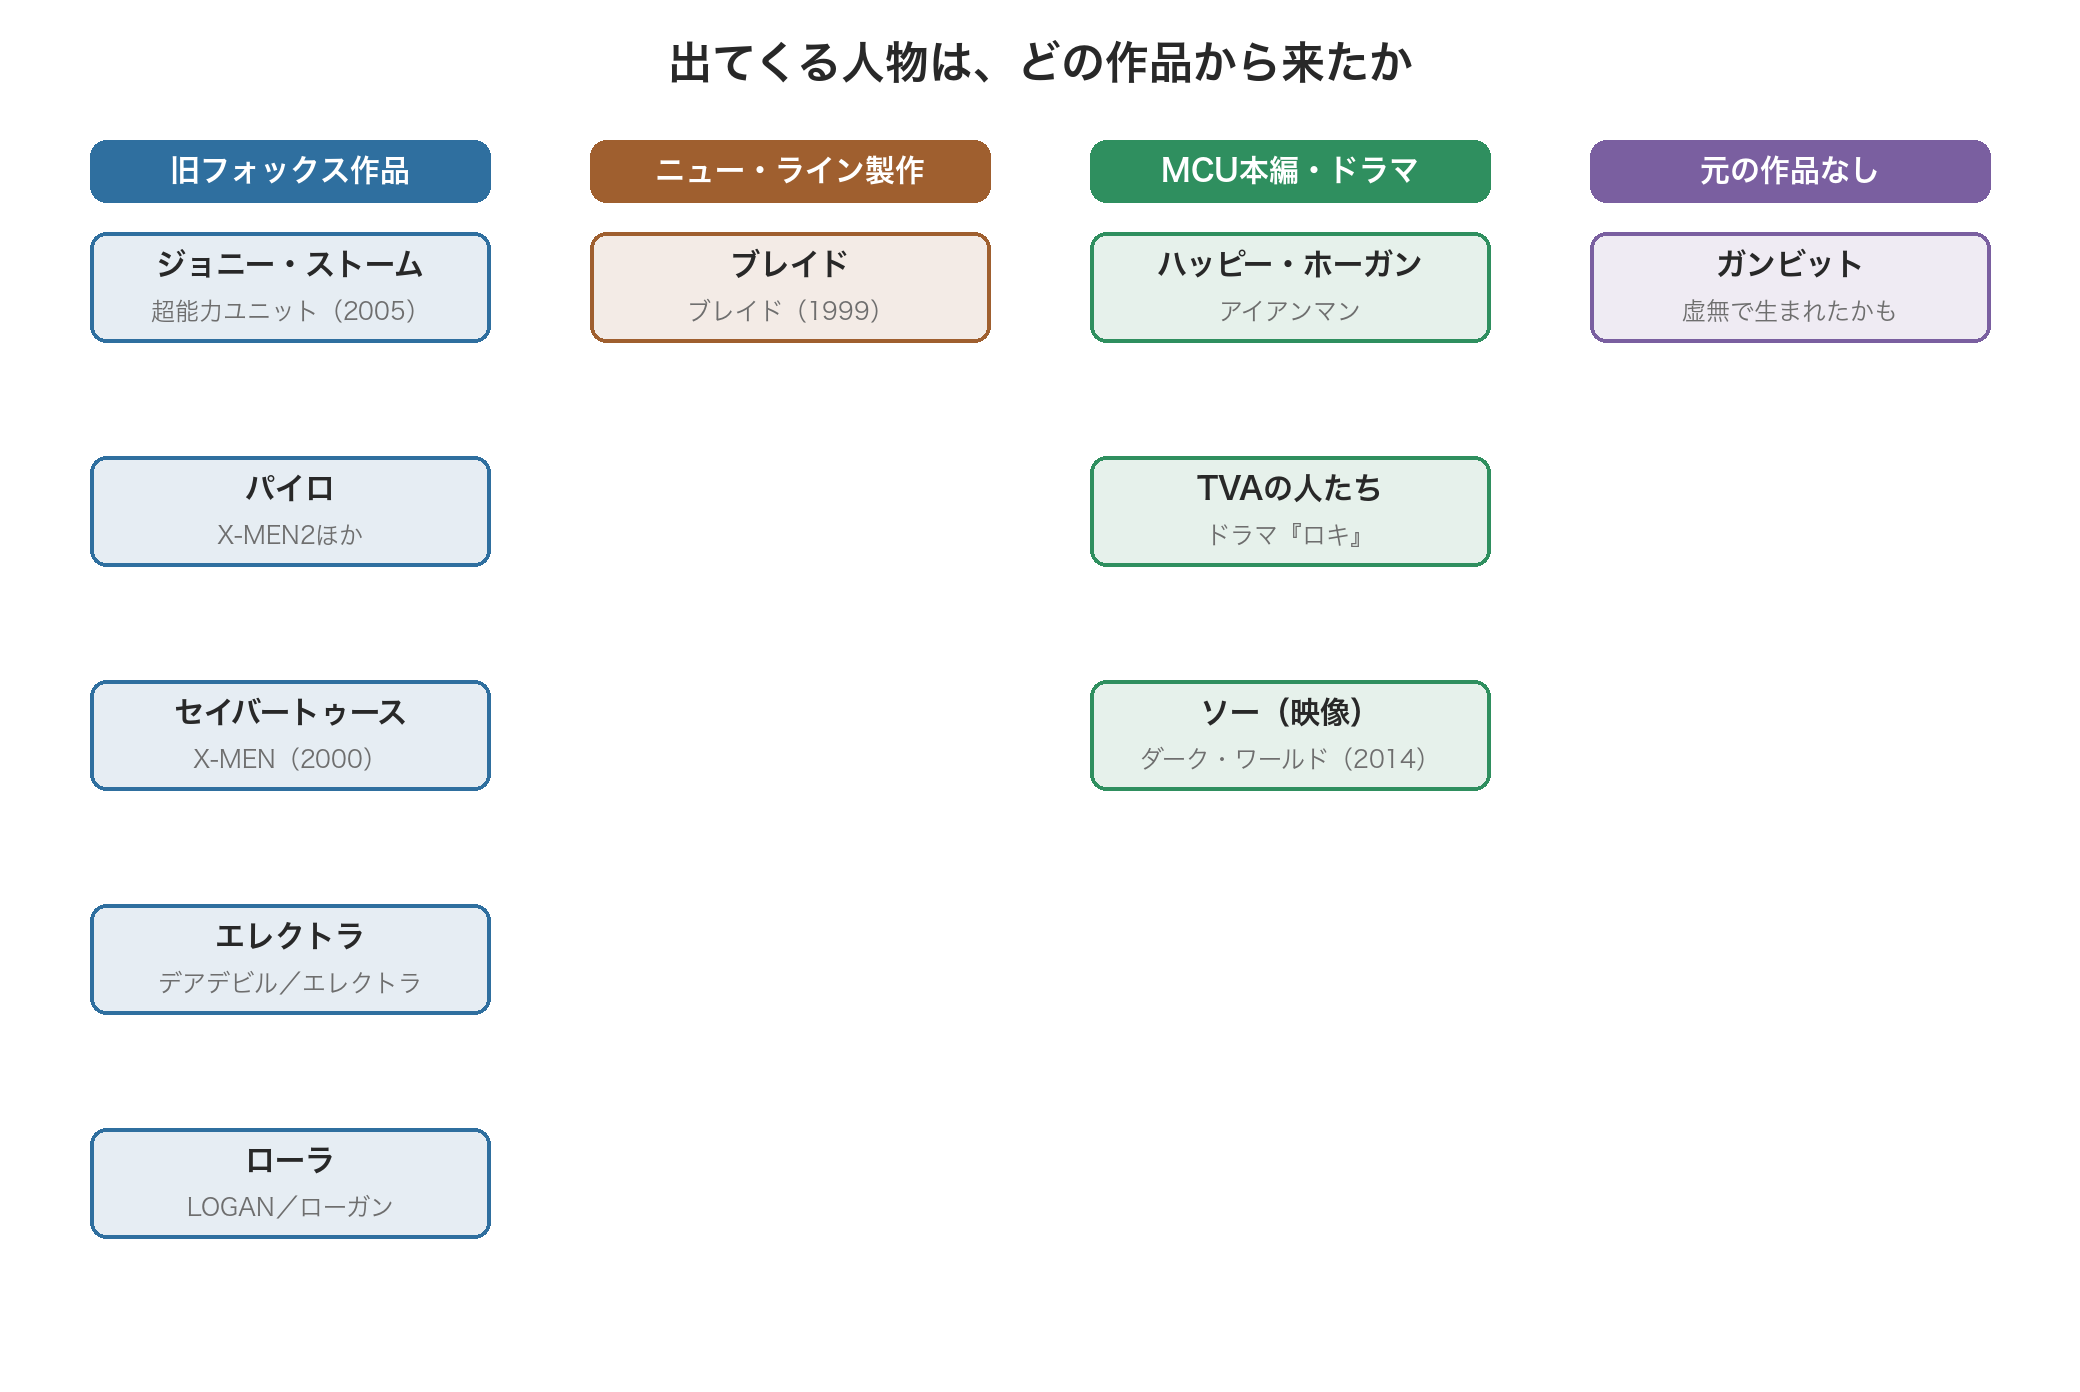 出てくる人物は、どの作品から来たか
旧フォックス作品
ジョニー・ストーム
超能力ユニット（2005）
パイロ
X-MEN2ほか
セイバートゥース
X-MEN（2000）
エレクトラ
デアデビル／エレクトラ
ローラ
LOGAN／ローガン
ニュー・ライン製作
ブレイド
ブレイド（1999）
MCU本編・ドラマ
ハッピー・ホーガン
アイアンマン
TVAの人たち
ドラマ『ロキ』
ソー（映像）
ダーク・ワールド（2014）
元の作品なし
ガンビット
虚無で生まれたかも